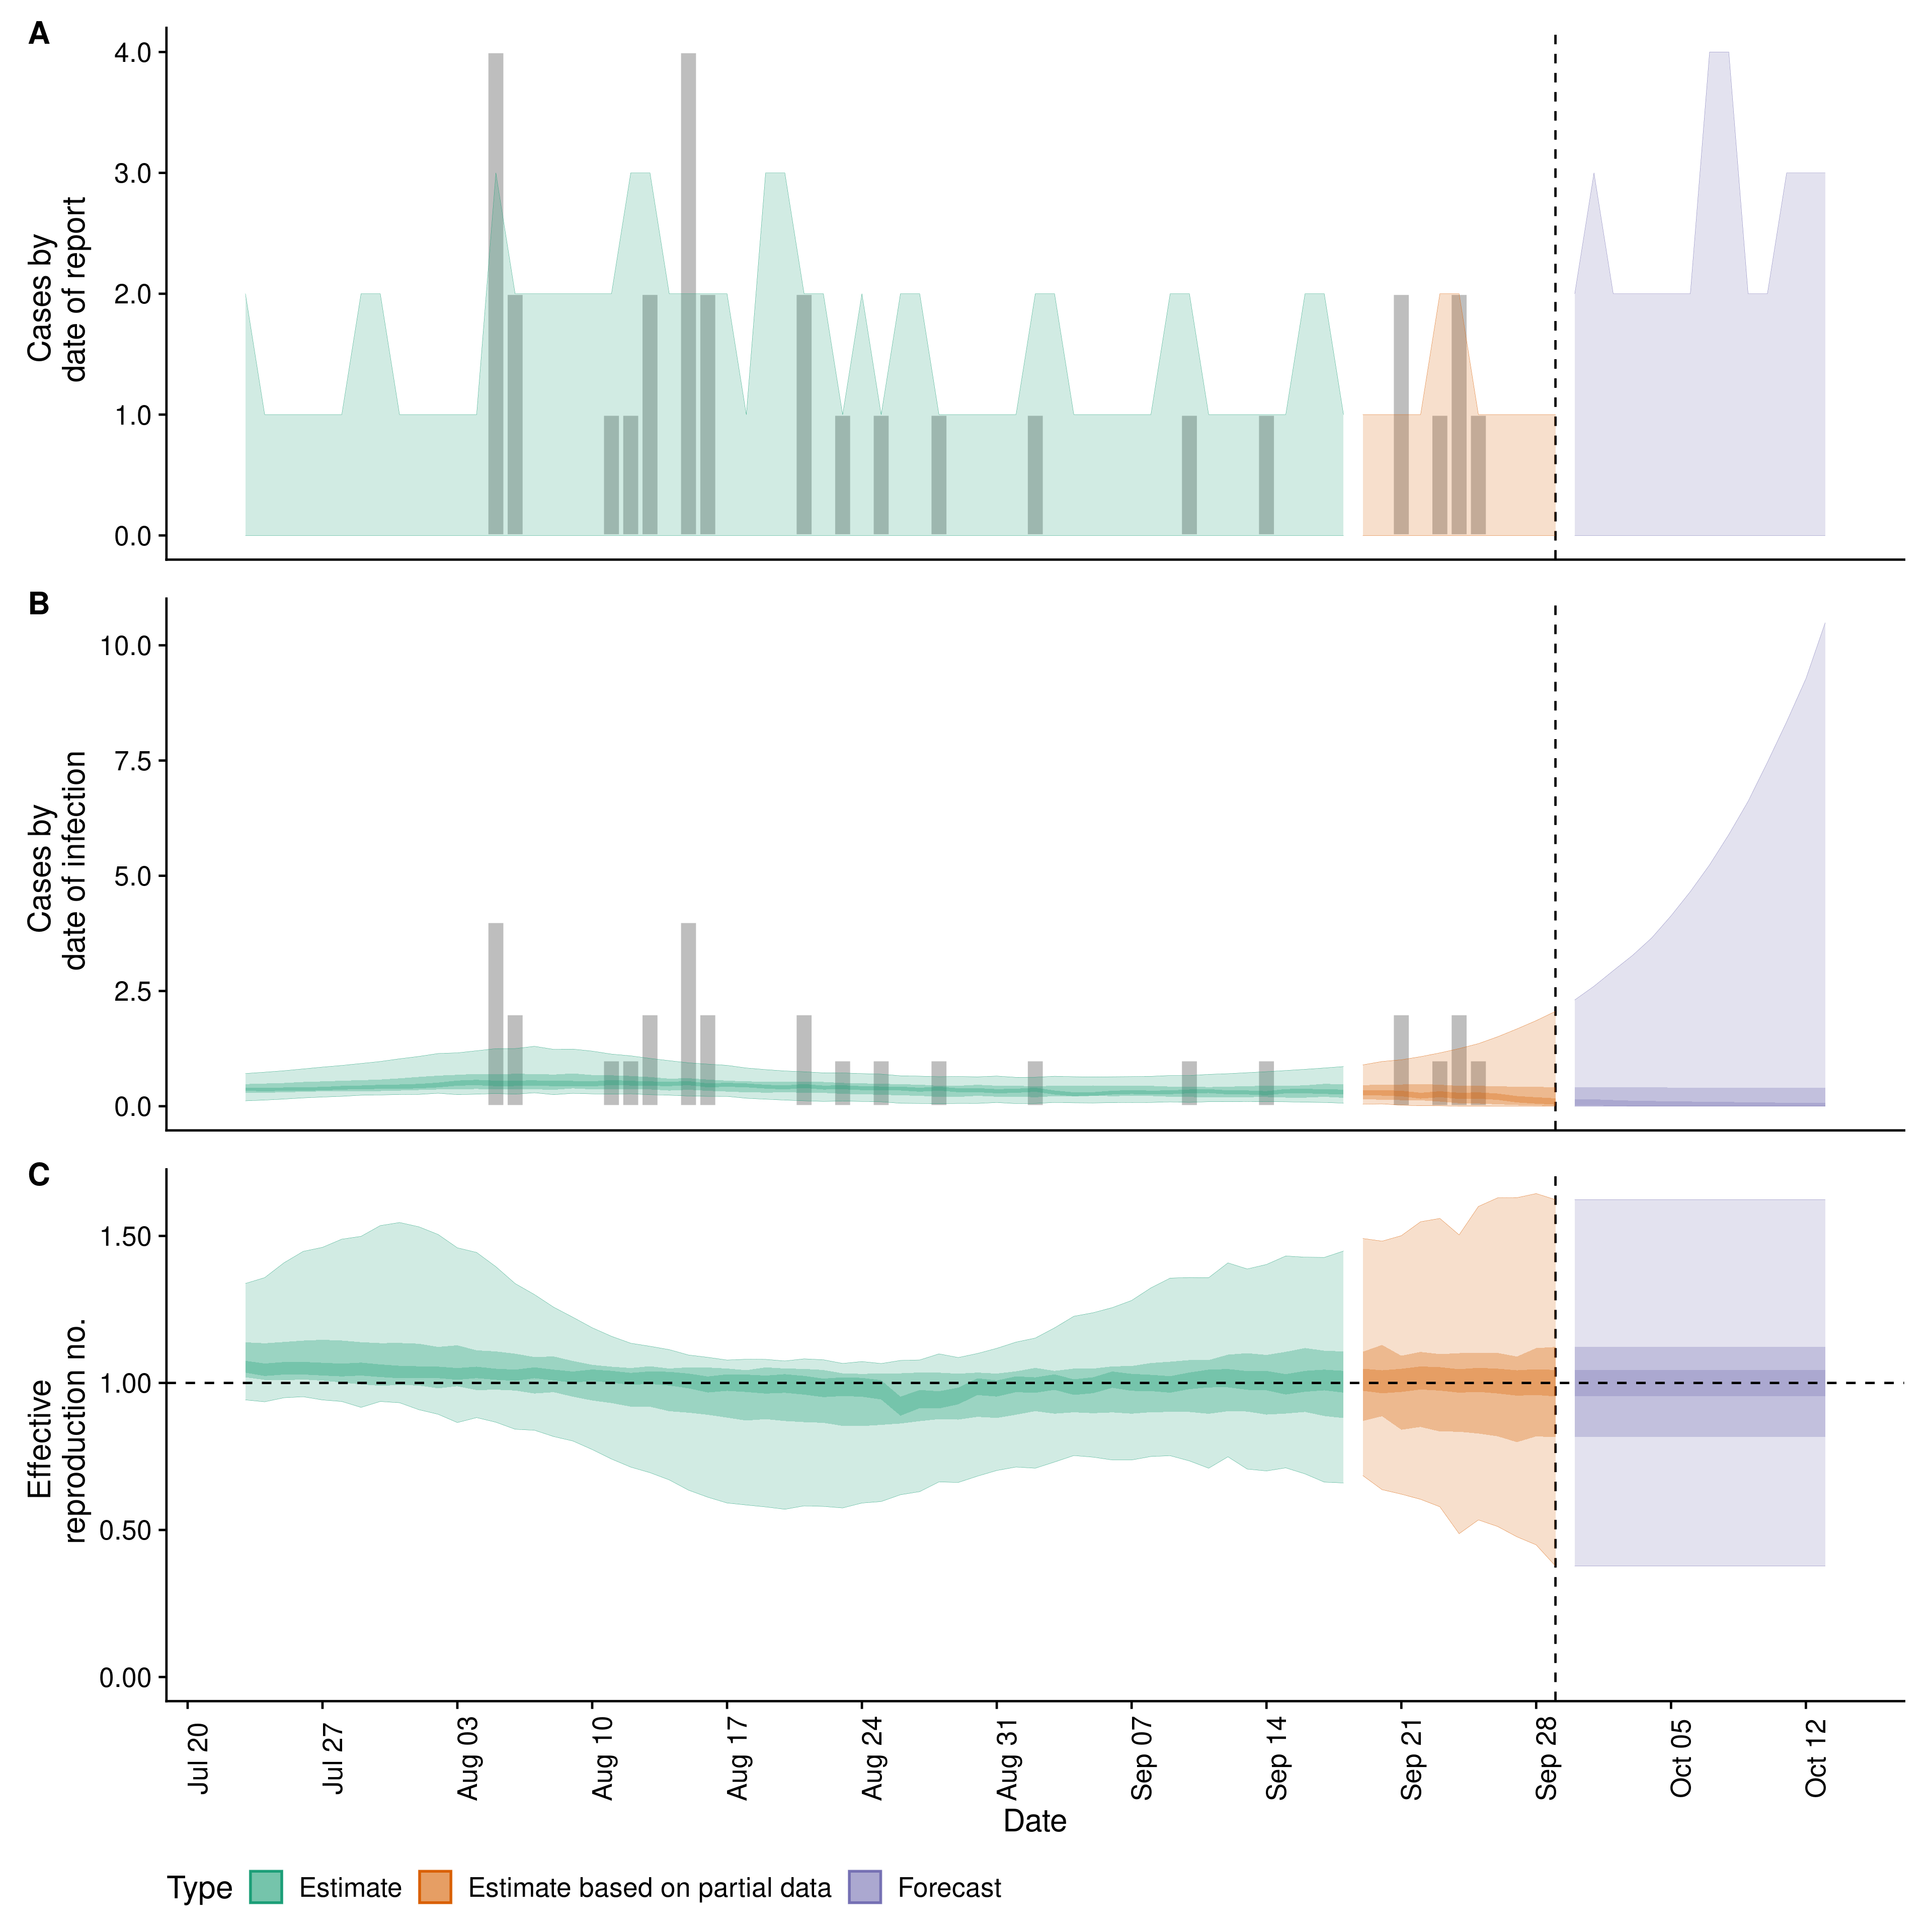 A
4.0
3.0
2.0
1.0
0.0
Cases by
date of report
B
10.0
7.5
5.0
2.5
0.0
Cases by
date of infection
C
1.50
1.00
0.50
0.00
Effective
reproduction no.
Jul 20
Jul 27
Aug 03
Aug 10
Aug 17
Aug 24
Aug 31
Sep 07
Sep 14
Sep 21
Sep 28
Oct 05
Oct 12
Date
Type Estimate Estimate based on partial data Forecast